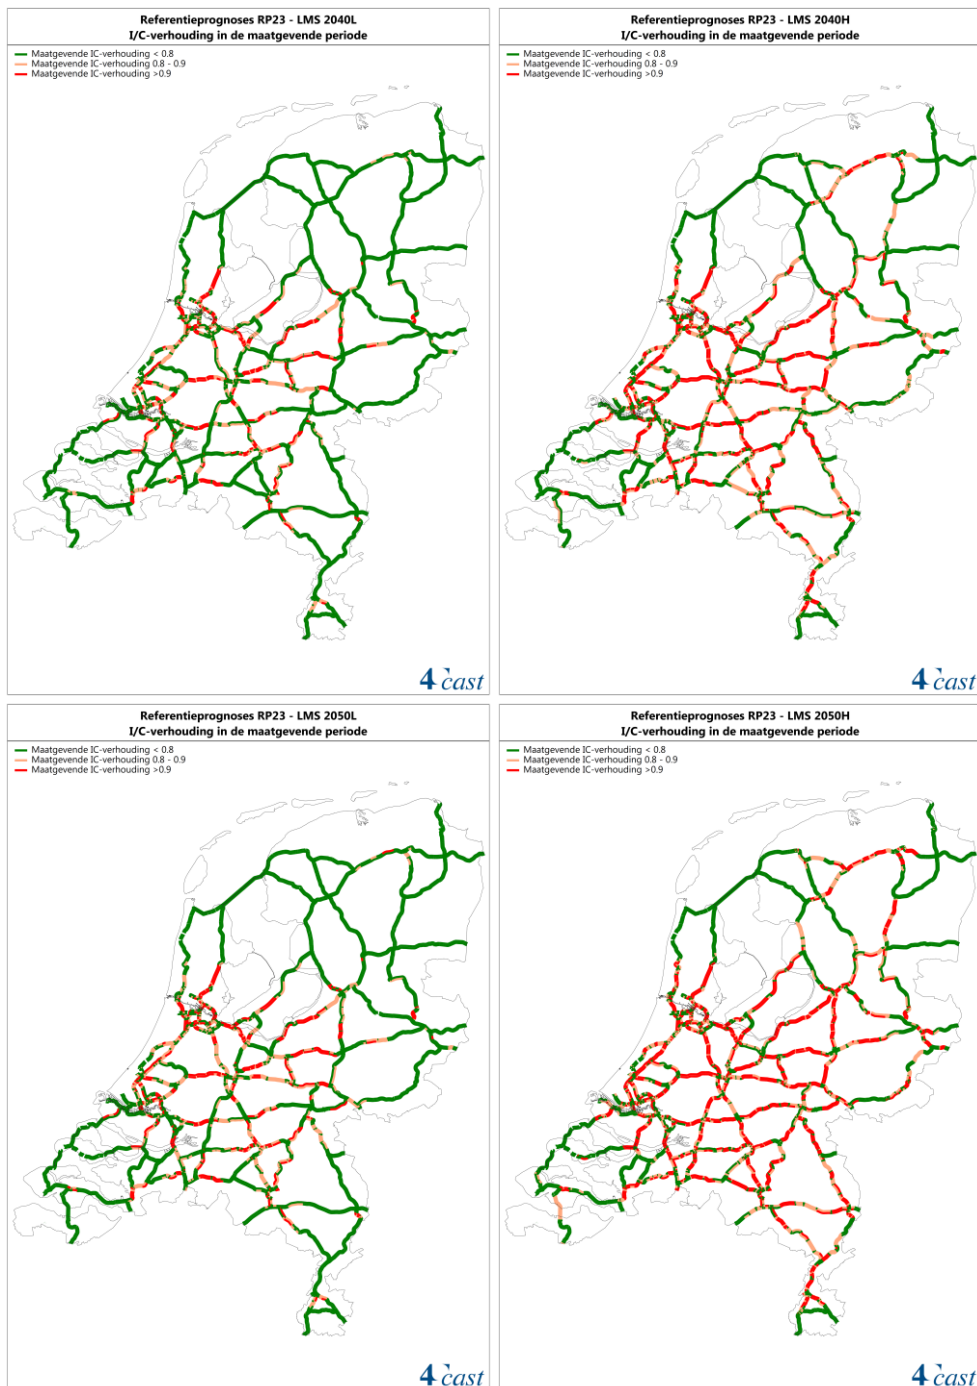 Referentieprognoses RP23 - LMS 2040L
I/C-verhouding in de maatgevende periode
Maatgevende IC-verhouding < 0.8
Maatgevende IC-verhouding 0.8 - 0.9
Maatgevende IC-verhouding >0.9
4cast
Referentieprognoses RP23 - LMS 2040H
I/C-verhouding in de maatgevende periode
Maatgevende IC-verhouding < 0.8
Maatgevende IC-verhouding 0.8 - 0.9
Maatgevende IC-verhouding >0.9
4cast
Referentieprognoses RP23 - LMS 2050L
I/C-verhouding in de maatgevende periode
Maatgevende IC-verhouding < 0.8
Maatgevende IC-verhouding 0.8 - 0.9
Maatgevende IC-verhouding >0.9
4cast
Referentieprognoses RP23 - LMS 2050H
I/C-verhouding in de maatgevende periode
Maatgevende IC-verhouding < 0.8
Maatgevende IC-verhouding 0.8 - 0.9
Maatgevende IC-verhouding >0.9
4cast